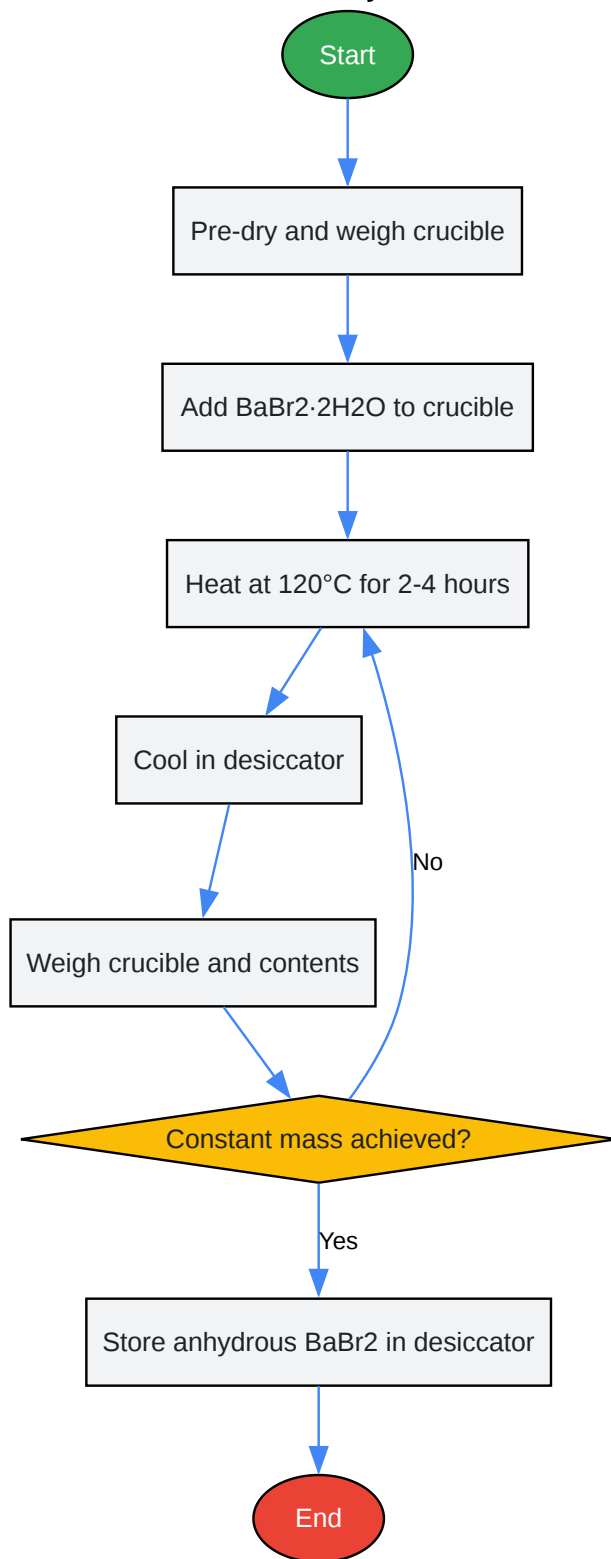 Start
Pre-dry and weigh crucible
Add BaBr2·2H2O to crucible
Heat at 120°C for 2-4 hours
Cool in desiccator
No
Weigh crucible and contents
Constant mass achieved?
Yes
Store anhydrous BaBr2 in desiccator
End